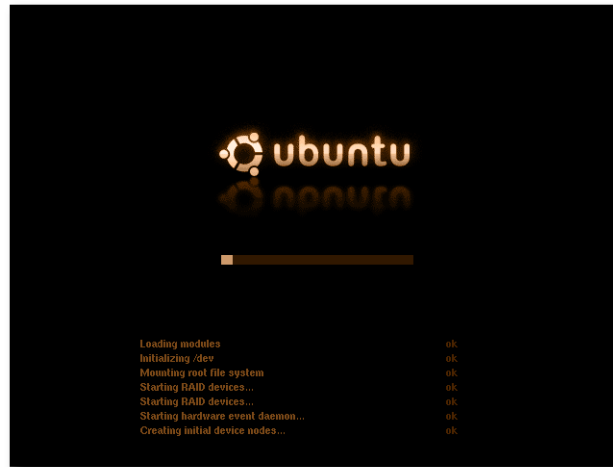 ubuntu
Loading modules ok
Initializing /dev ok
Mounting root file system ok
Starting RAID devices... ok
Starting RAID devices... ok
Starting hardware event daemon... ok
Creating initial device nodes... ok